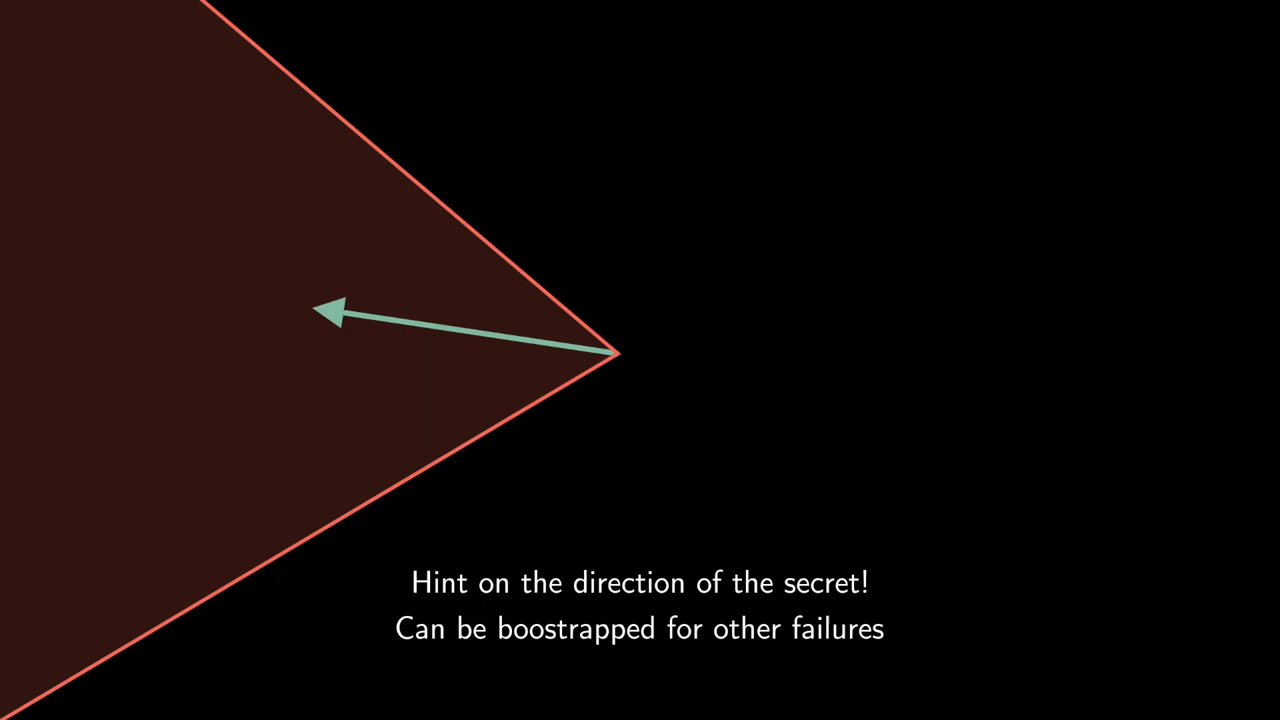 Hint on the direction of the secret!
Can be boostrapped for other failures